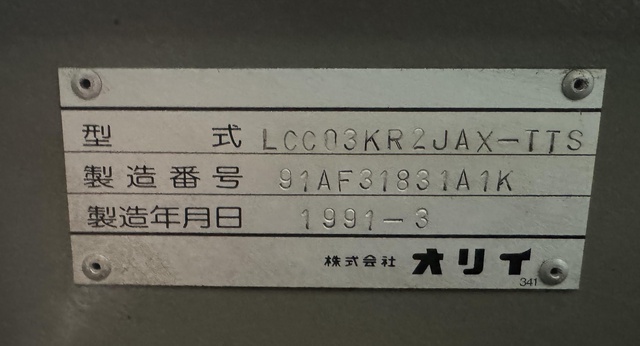 型式 LCC03KR2JAX-TTS
製造番号 91AF31831A1K
製造年月日 1991-3
株式会社 オリイ
341